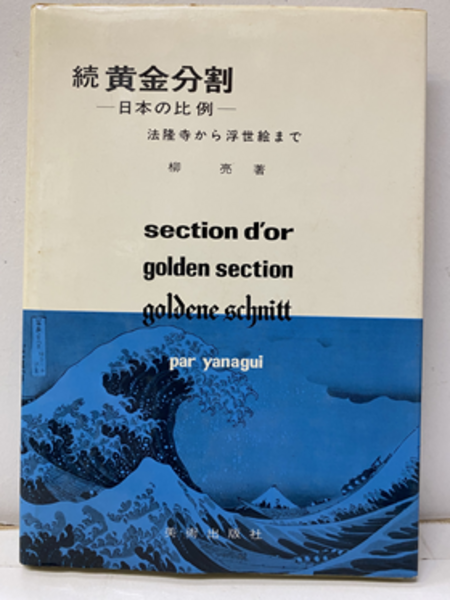 続 黄金分割
—日本の比例—
法隆寺から浮世絵まで
柳 亮 著
section d'or
golden section
goldene schnitt
par yanagui
美術出版社